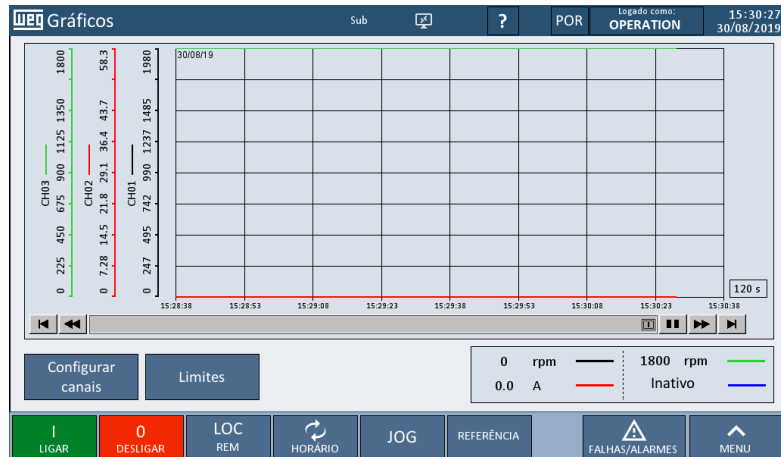 WEG Gráficos
Sub
?
POR
Logado como:
OPERATION
15:30:27
30/08/2019
CH03
0 225 450 675 900 1125 1350 1800
CH02
0 7.28 14.5 21.8 29.1 36.4 43.7 58.3
CH01
0 247 495 742 990 1237 1485 1980
30/08/19
15:28:38 15:28:53 15:29:08 15:29:23 15:29:38 15:29:53 15:30:08 15:30:23 15:30:38
120 s
Configurar
canais
Limites
0 rpm
1800 rpm
0.0 A
Inativo
I
LIGAR
0
DESLIGAR
LOC
REM
HORÁRIO
JOG
REFERÊNCIA
FALHAS/ALARMES
MENU